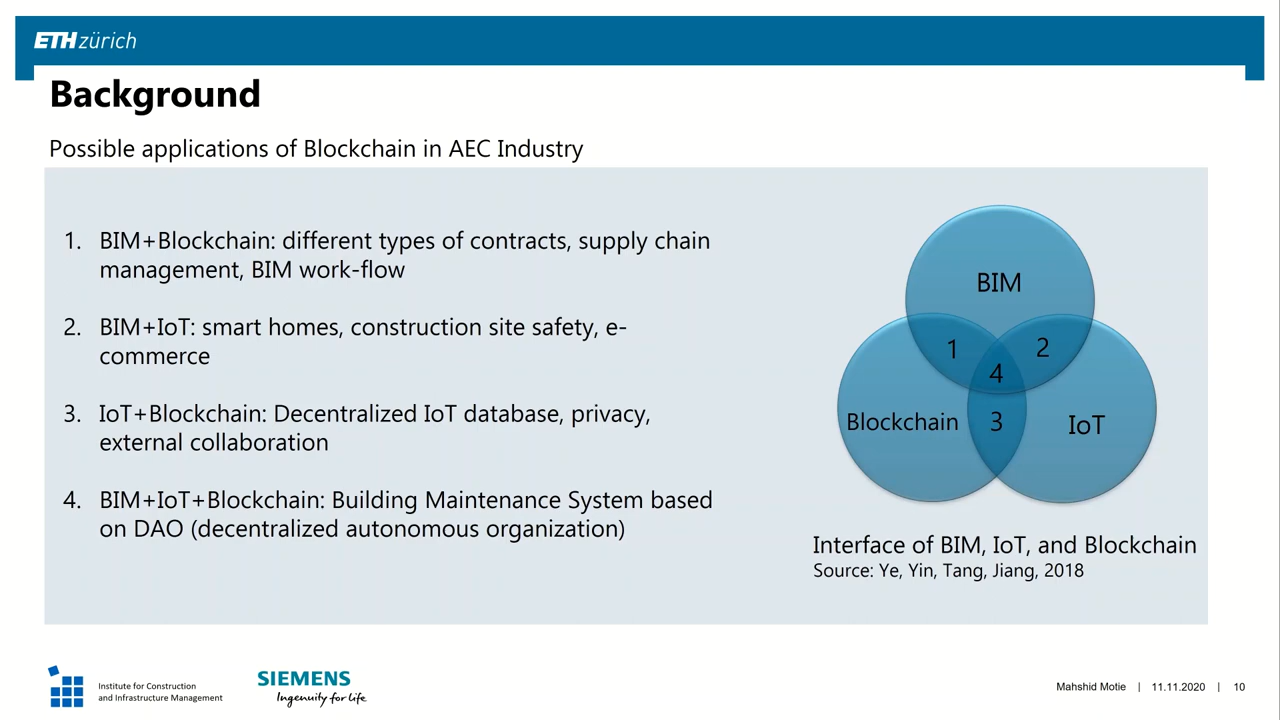 ETH zürich
Background
Possible applications of Blockchain in AEC Industry
1. BIM+Blockchain: different types of contracts, supply chain
management, BIM work-flow
2. BIM+IoT: smart homes, construction site safety, e-
commerce
3. IoT+Blockchain: Decentralized IoT database, privacy,
external collaboration
4. BIM+IoT+Blockchain: Building Maintenance System based
on DAO (decentralized autonomous organization)
BIM
1
2
4
Blockchain
3
IoT
Interface of BIM, IoT, and Blockchain
Source: Ye, Yin, Tang, Jiang, 2018
Institute for Construction
and Infrastructure Management
SIEMENS
Ingenuity for life
Mahshid Motie | 11.11.2020 | 10